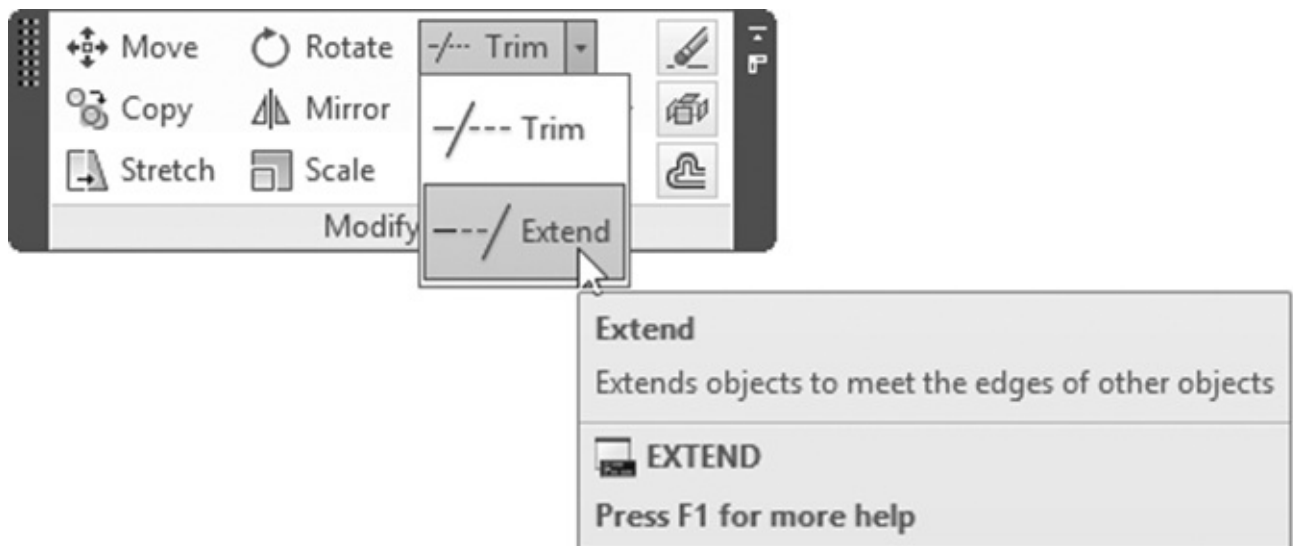 Move Rotate Trim
Copy Mirror Trim
Stretch Scale
Modify Extend
Extend
Extends objects to meet the edges of other objects
EXTEND
Press F1 for more help